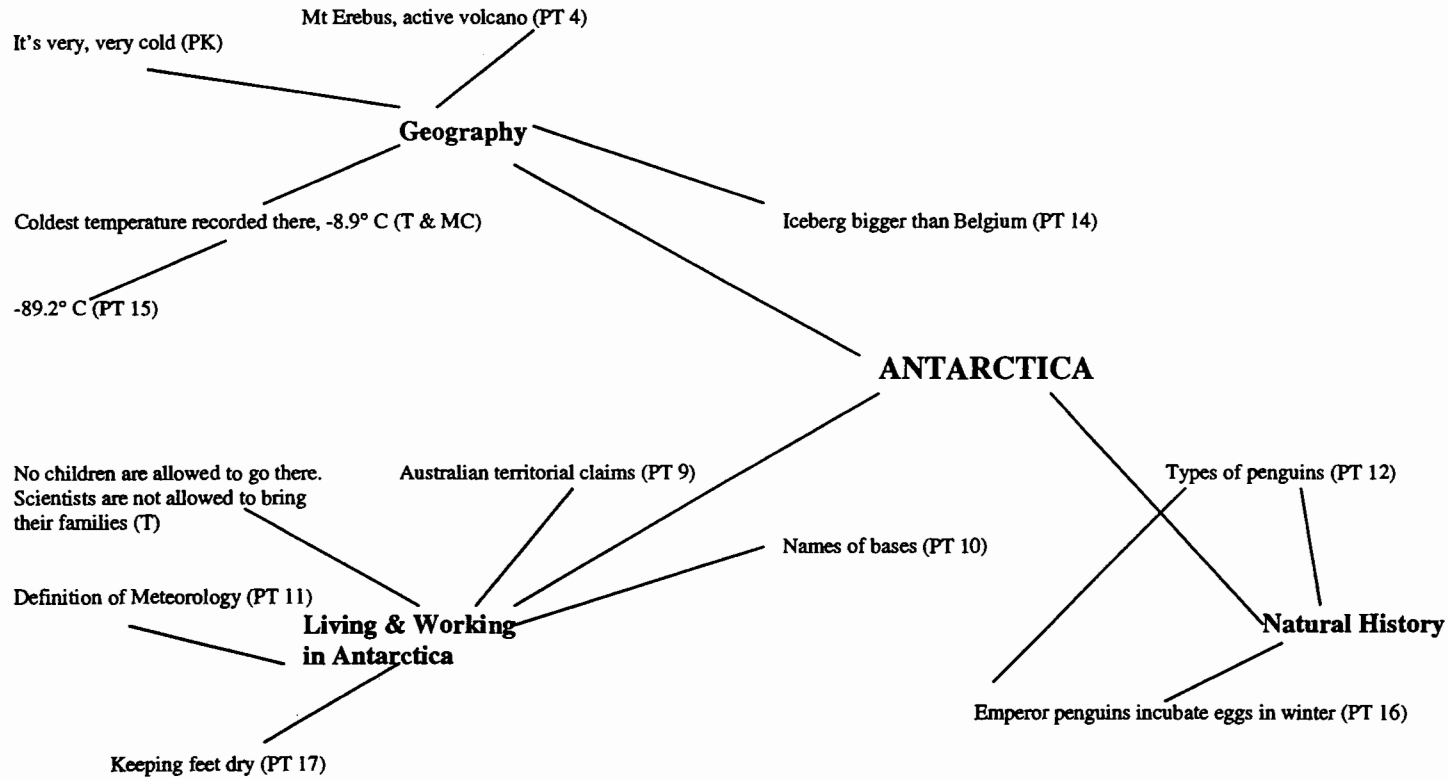 Mt Erebus, active volcano (PT 4)
It's very, very cold (PK)
Geography
Coldest temperature recorded there, -8.9° C (T & MC)
Iceberg bigger than Belgium (PT 14)
-89.2° C (PT 15)
ANTARCTICA
No children are allowed to go there.
Scientists are not allowed to bring
their families (T)
Australian territorial claims (PT 9)
Types of penguins (PT 12)
Names of bases (PT 10)
Definition of Meteorology (PT 11)
Living & Working
in Antarctica
Natural History
Emperor penguins incubate eggs in winter (PT 16)
Keeping feet dry (PT 17)